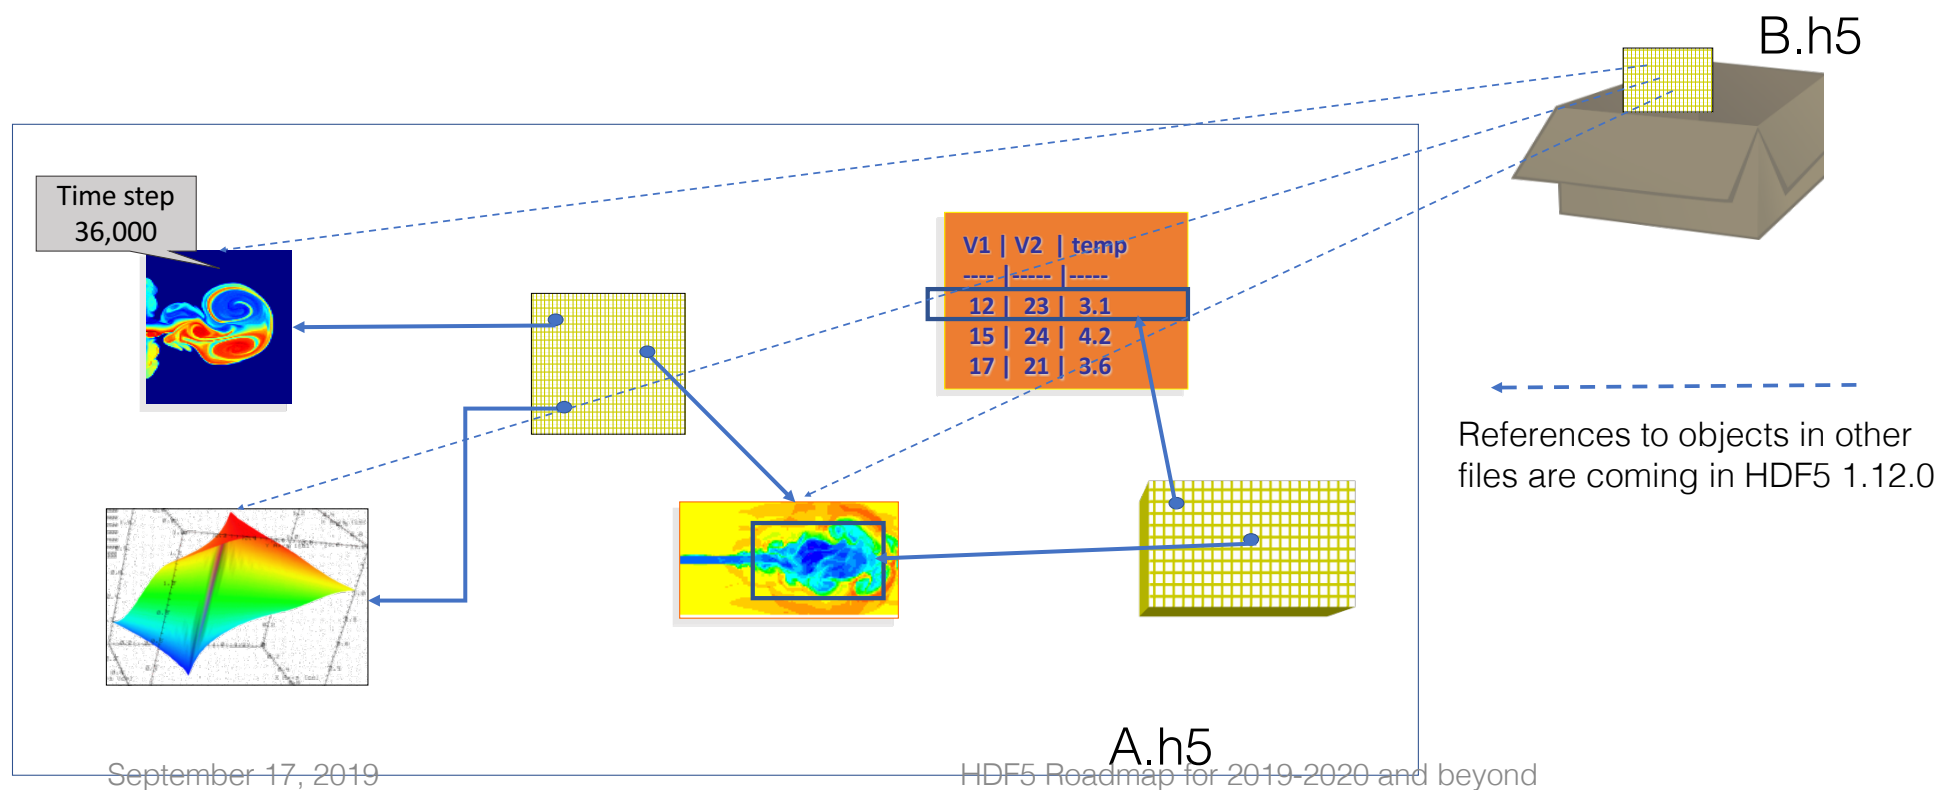 B.h5
Time step
36,000
V1 | V2 | temp
---- |----- |-----
12 | 23 | 3.1
15 | 24 | 4.2
17 | 21 | 3.6
References to objects in other
files are coming in HDF5 1.12.0
A.h5
September 17, 2019
HDF5 Roadmap for 2019-2020 and beyond